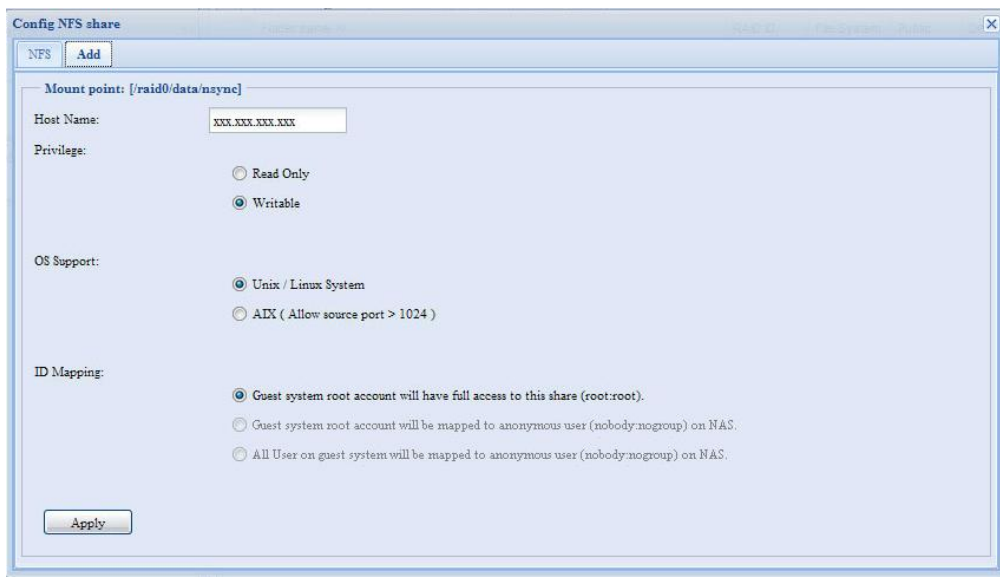 Config NFS share
NFS Add
Mount point: [/raid0/data/nsync]
Host Name: xxx.xxx.xxx.xxx
Privilege:
Read Only
Writable
OS Support:
Unix / Linux System
AIX ( Allow source port > 1024 )
ID Mapping:
Guest system root account will have full access to this share (root:root).
Guest system root account will be mapped to anonymous user (nobody:nogroup) on NAS.
All User on guest system will be mapped to anonymous user (nobody:nogroup) on NAS.
Apply